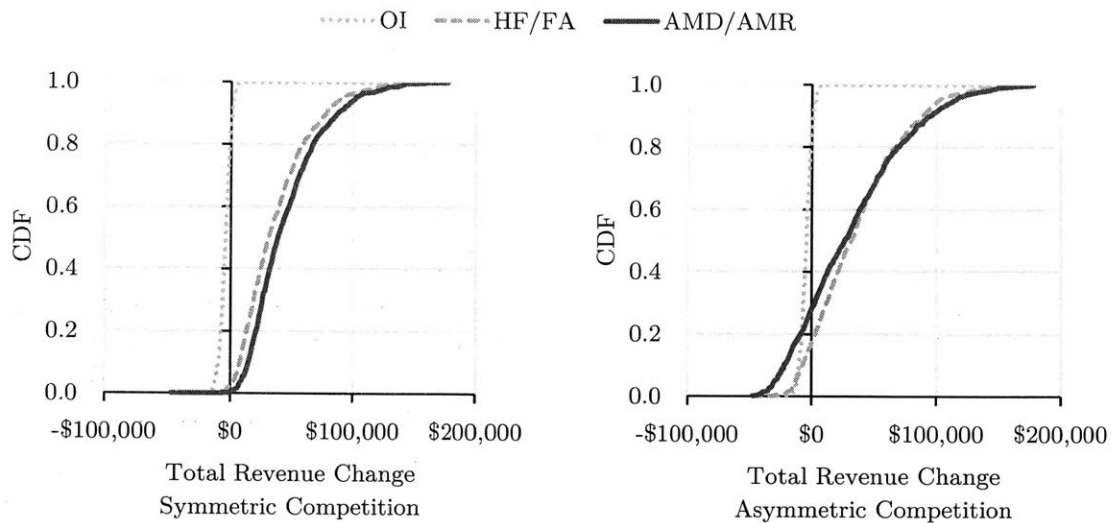 OI HF/FA AMD/AMR
1.0
0.8
0.6
0.4
0.2
0.0
CDF
-$100,000 $0 $100,000 $200,000
Total Revenue Change
Symmetric Competition
1.0
0.8
0.6
0.4
0.2
0.0
CDF
-$100,000 $0 $100,000 $200,000
Total Revenue Change
Asymmetric Competition